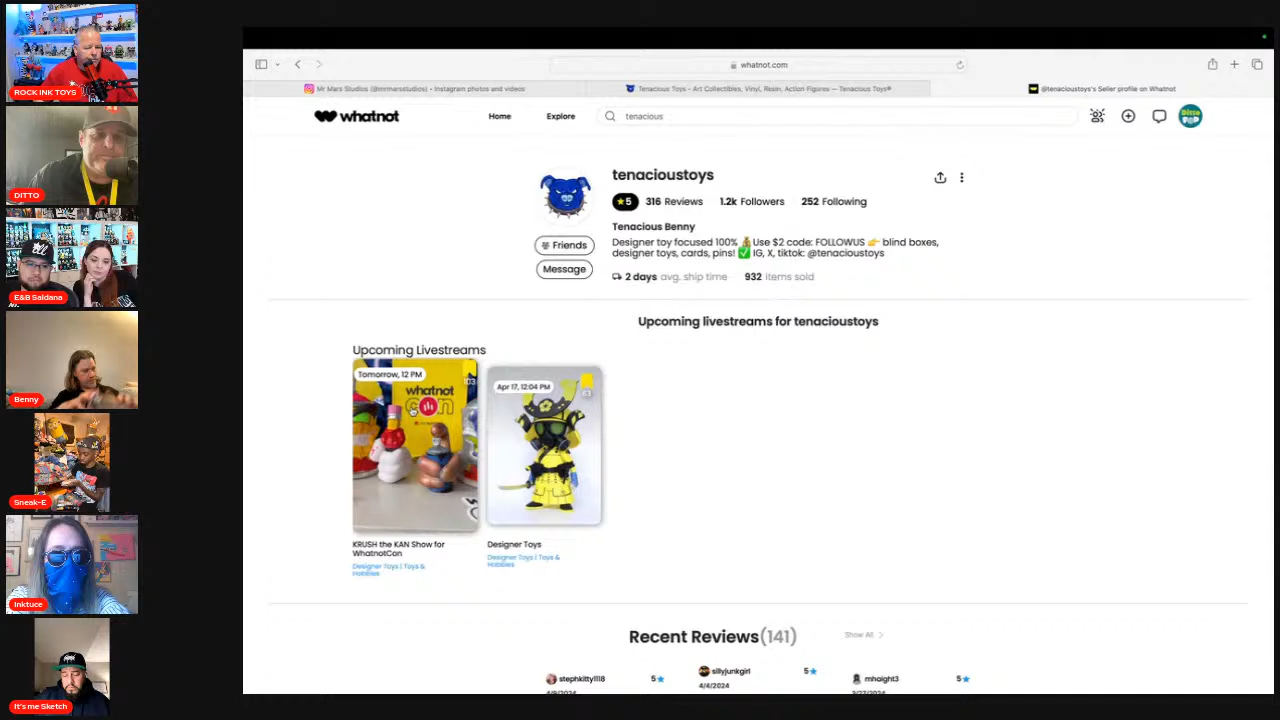 ROCK INK TOYS
DITTO
E&B Saldana
Benny
Sneak-E
Inktuce
It's me Sketch
whatnot.com
Mr Mars Studios (@mrmarsstudios) • Instagram photos and videos
Tenacious Toys - Art Collectibles, Vinyl, Resin, Action Figures — Tenacious Toys®
@tenacioustoys's Seller profile on Whatnot
whatnot
Home
Explore
tenacious
Ditto
POP
tenacioustoys
★5 316 Reviews 1.2k Followers 252 Following
Tenacious Benny
Designer toy focused 100% 💰Use $2 code: FOLLOWUS 👉 blind boxes,
designer toys, cards, pins! ✅ IG, X, tiktok: @tenacioustoys
Friends
Message
2 days avg. ship time 932 items sold
Upcoming livestreams for tenacioustoys
Upcoming Livestreams
Tomorrow, 12 PM
103
whatnot
con
Apr 17, 12:04 PM
KRUSH the KAN Show for
WhatnotCon
Designer Toys | Toys &
Hobbies
Designer Toys
Designer Toys | Toys &
Hobbies
Recent Reviews(141)
Show All
stephkitty1118 5★
sillyjunkgirl 5★
4/4/2024
mhaight3 5★